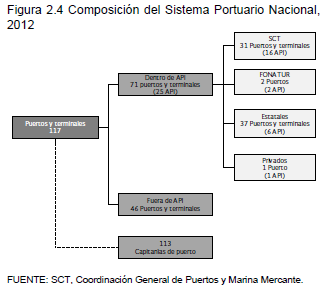 Figura 2.4 Composición del Sistema Portuario Nacional,
2012
SCT
31 Puertos y terminales
(16 API)
Dentro de API
71 puertos y terminales
(25 API)
FONATUR
2 Puertos
(2 API)
Puertos y terminales
117
Estatales
37 Puertos y terminales
(6 API)
Privados
1 Puerto
(1 API)
Fuera de API
46 Puertos y terminales
113
Capitanías de puerto
FUENTE: SCT, Coordinación General de Puertos y Marina Mercante.